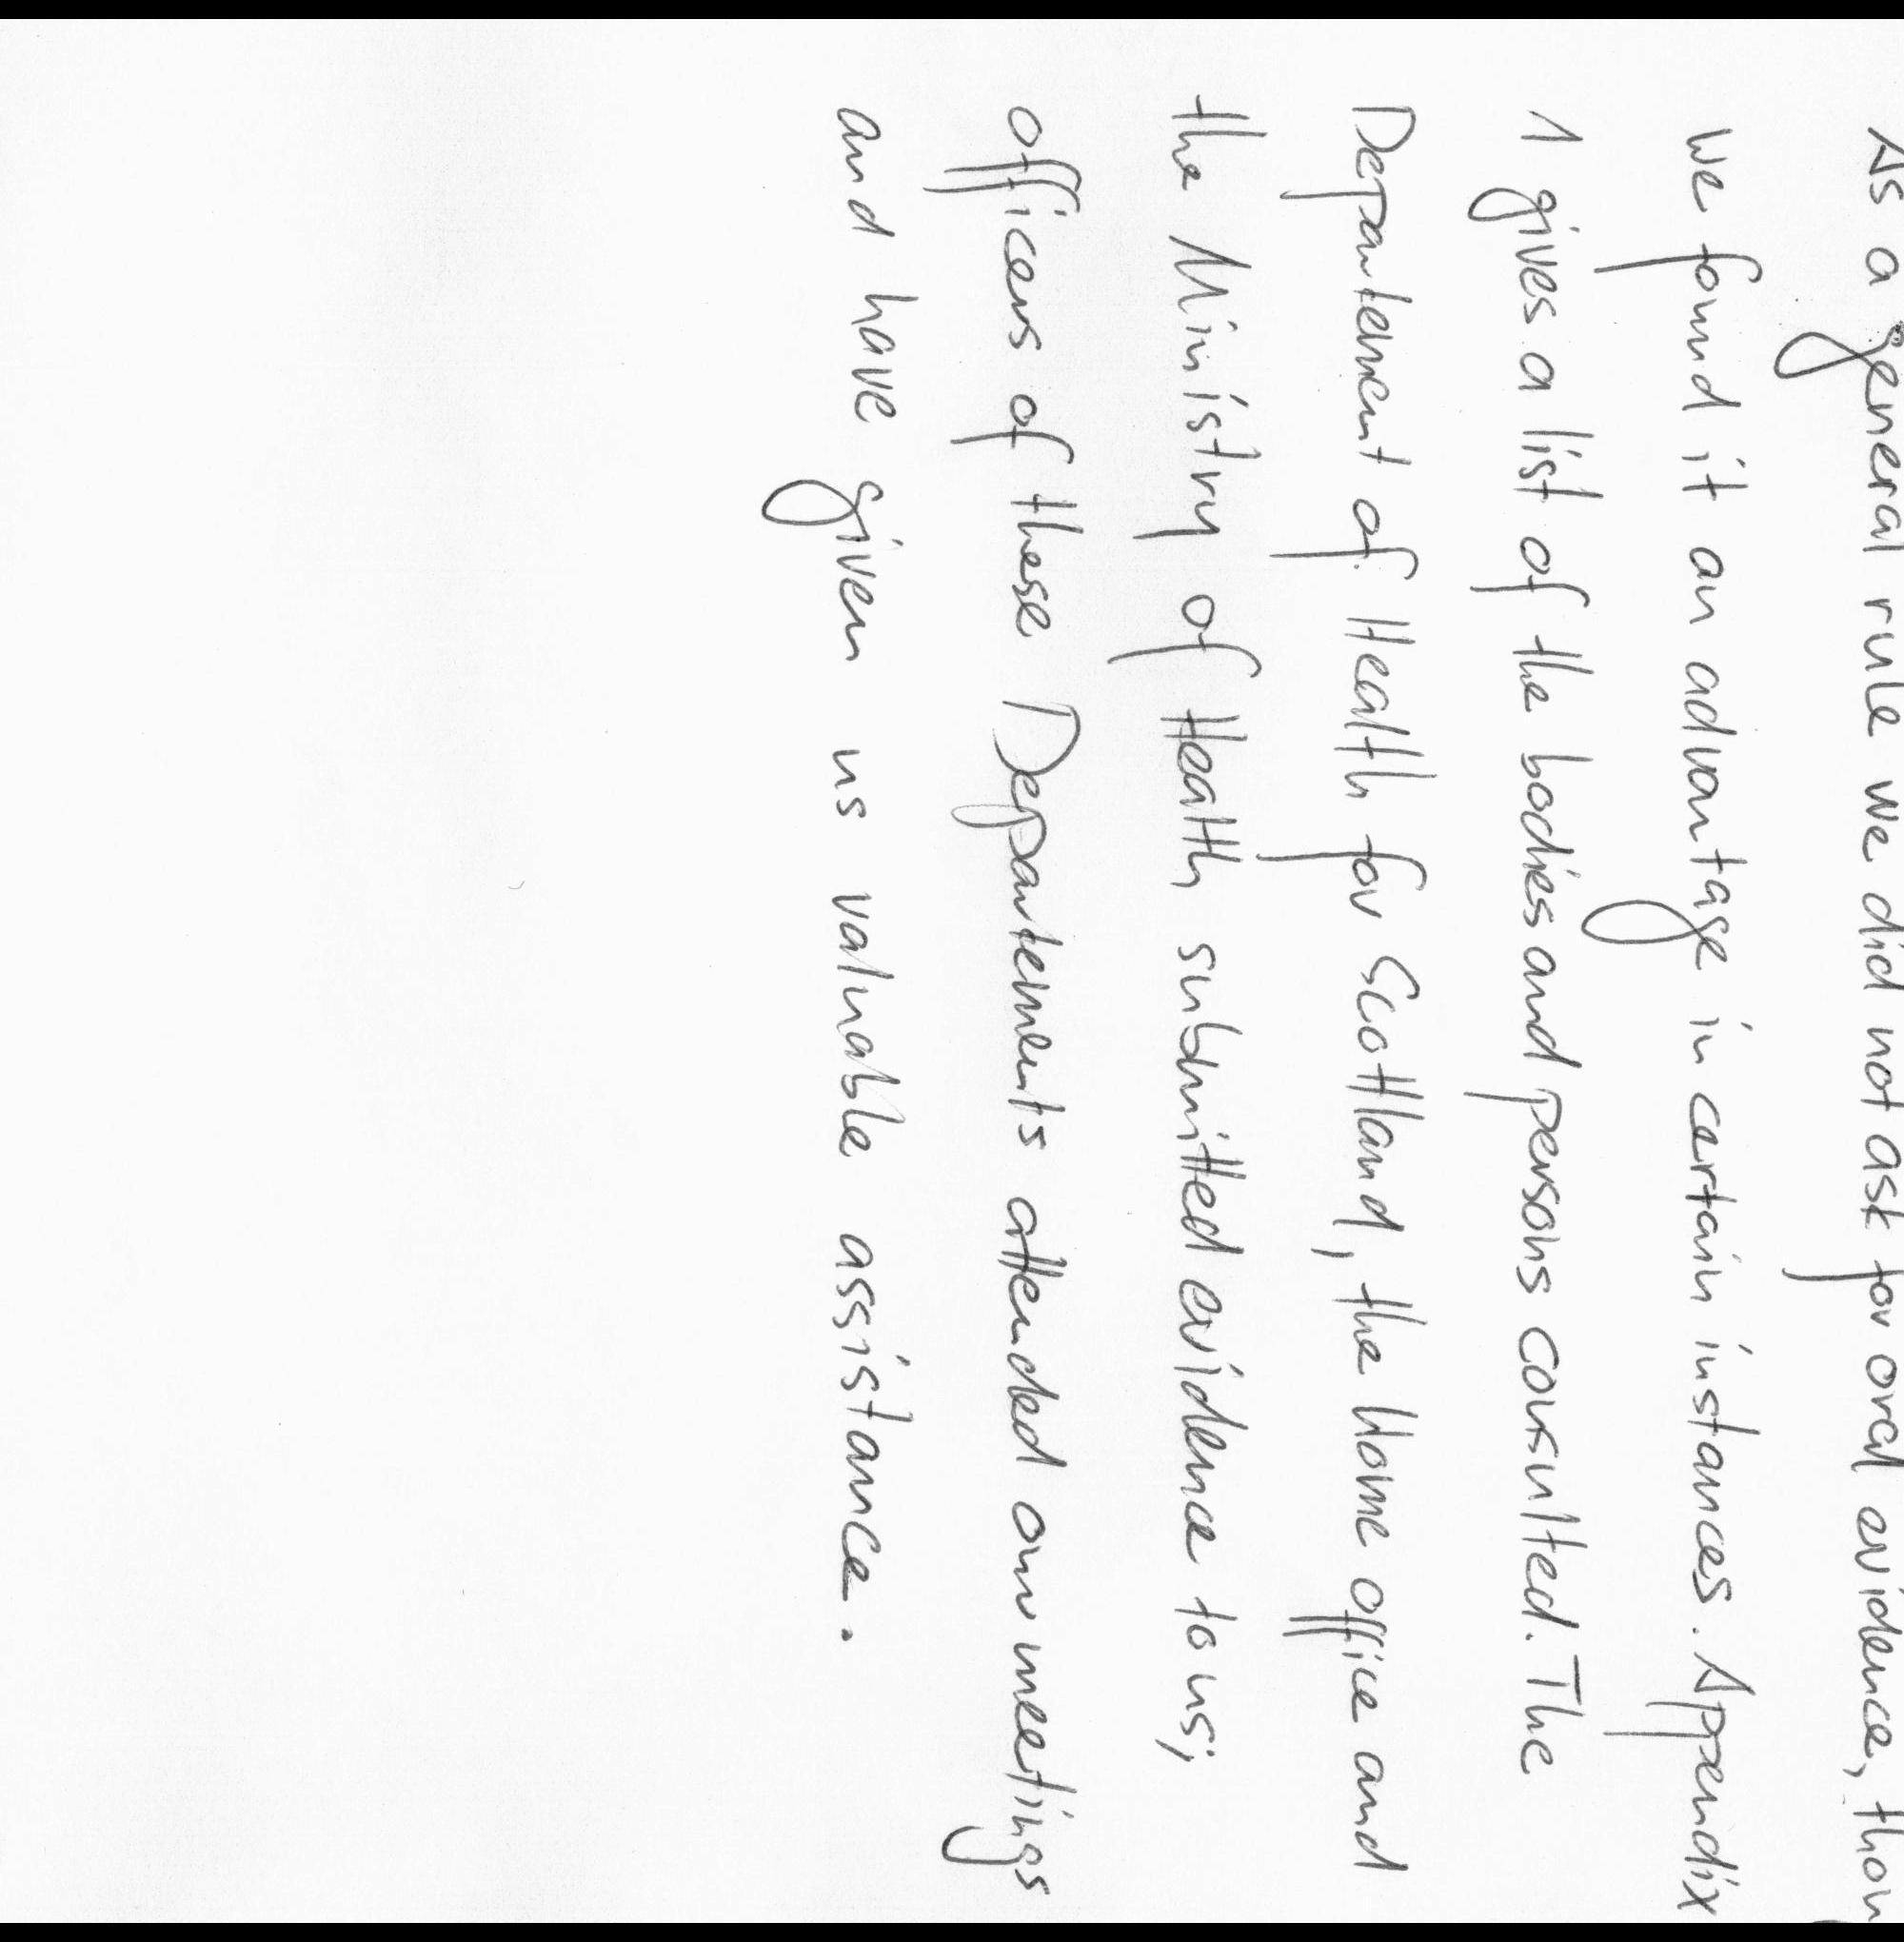 As a general rule we did not ask for oral evidence, thou
we found it an advantage in certain instances. Appendix
1 gives a list of the bodies and persons consulted. The
Departement of Health for Scottland, the Home office and
the Ministry of Health submitted evidence to us;
officers of these Departements attended our meetings
and have given us valuable assistance.